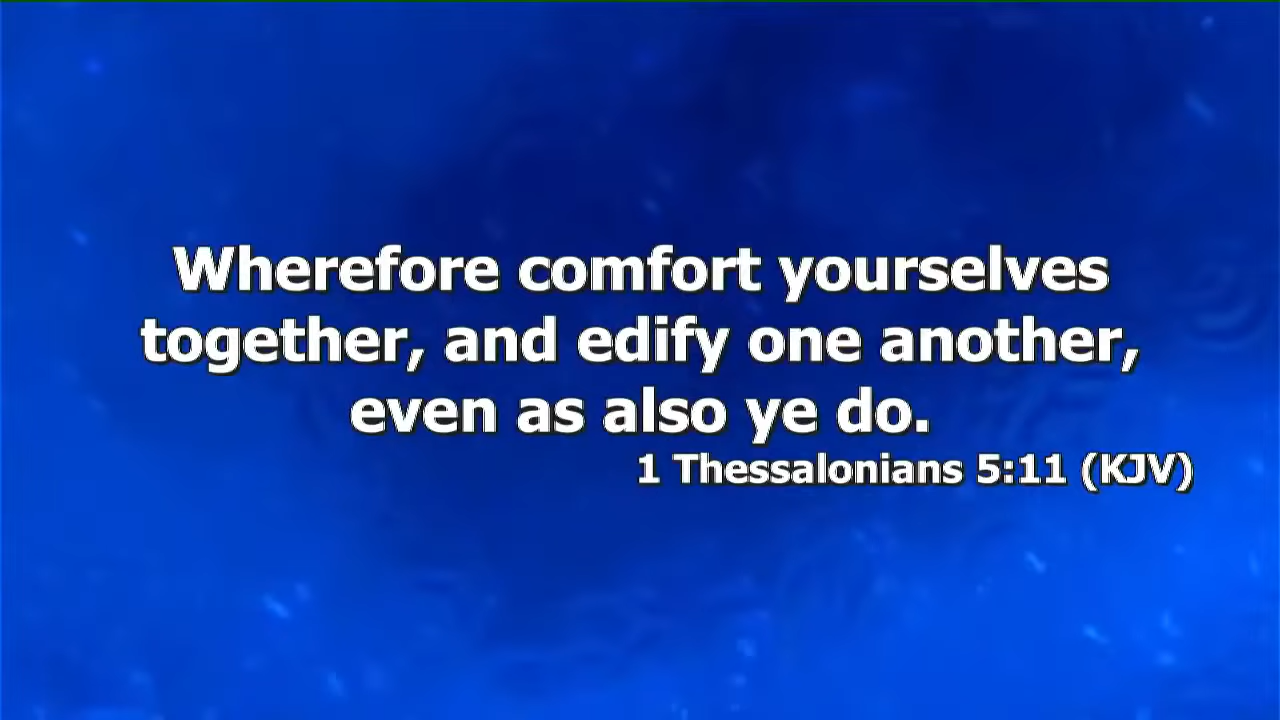 Wherefore comfort yourselves
together, and edify one another,
even as also ye do.
1 Thessalonians 5:11 (KJV)